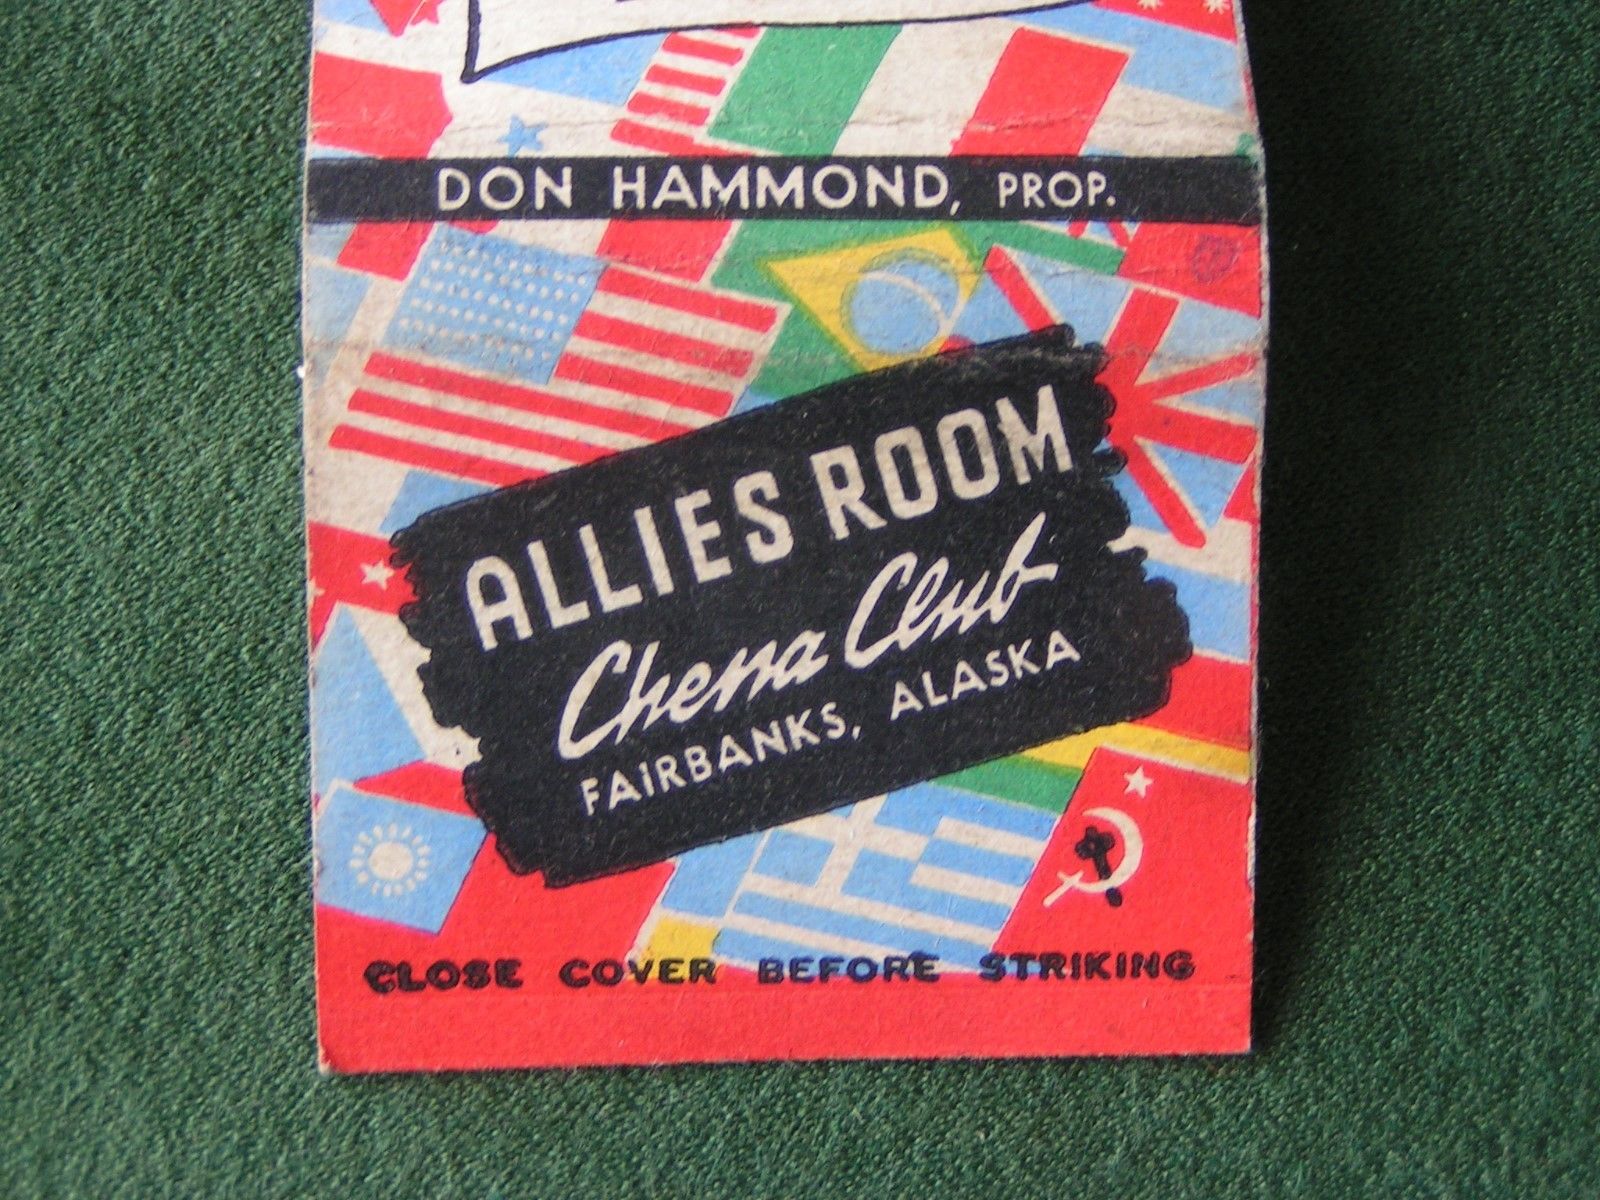 DON HAMMOND, PROP.
ALLIES ROOM
Chena Club
FAIRBANKS, ALASKA
CLOSE COVER BEFORE STRIKING